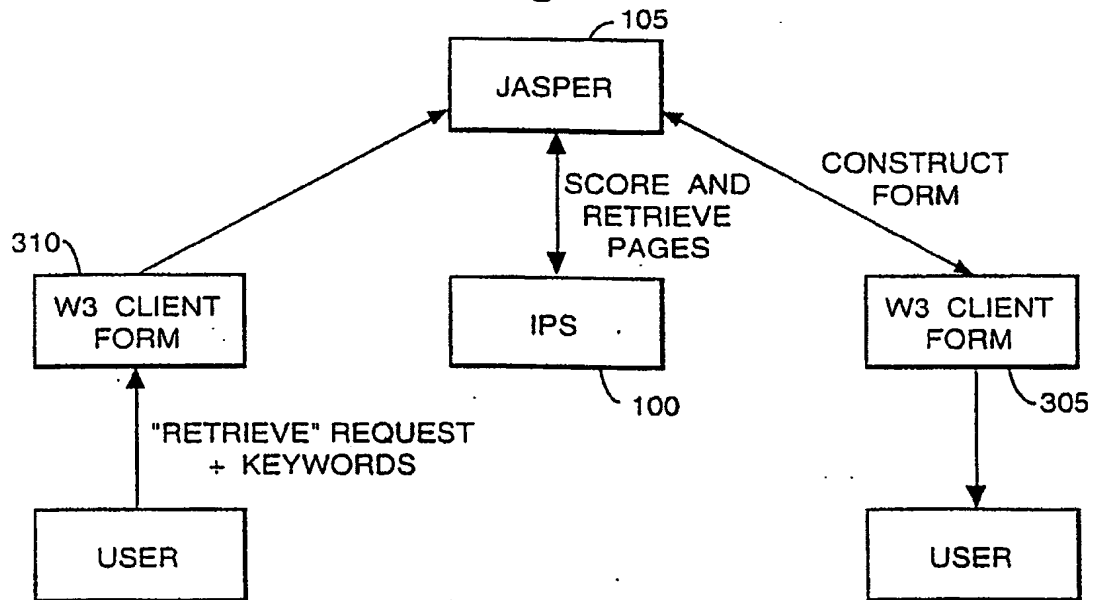 105
JASPER
CONSTRUCT
FORM
SCORE AND
RETRIEVE
PAGES
310
W3 CLIENT
FORM
IPS
W3 CLIENT
FORM
100
305
"RETRIEVE" REQUEST
+ KEYWORDS
USER
USER